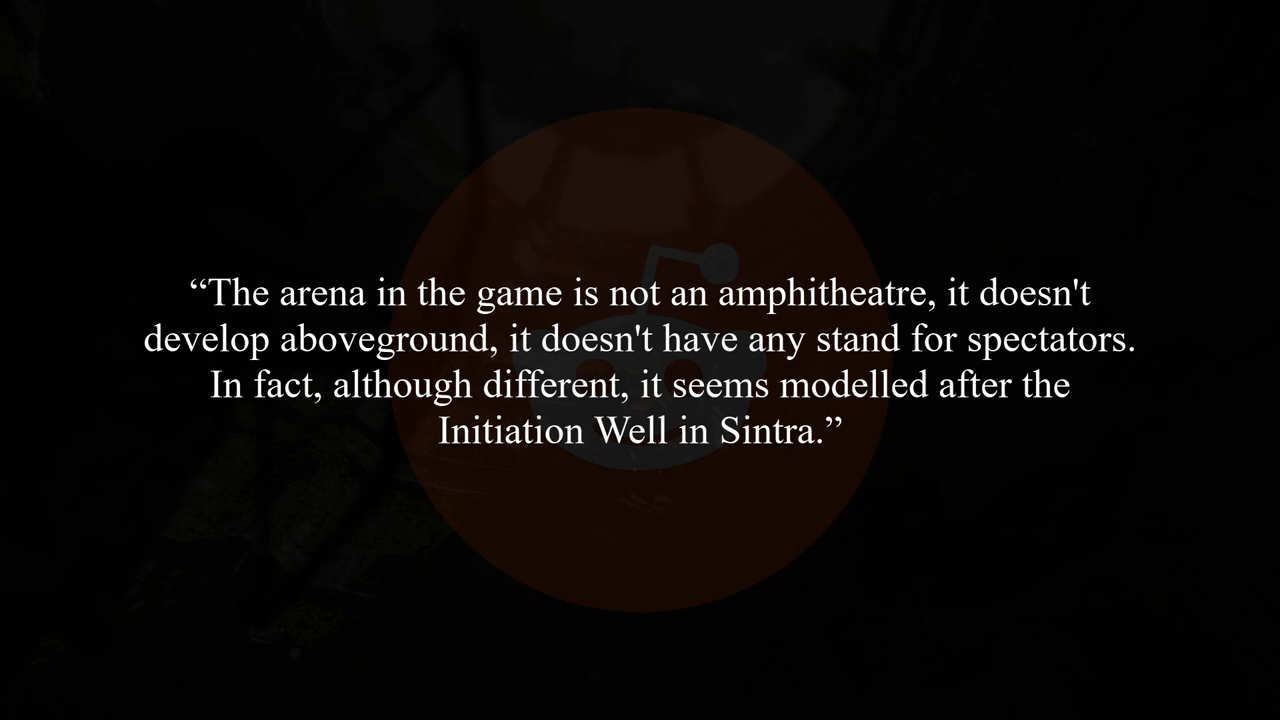 “The arena in the game is not an amphitheatre, it doesn't
develop aboveground, it doesn't have any stand for spectators.
In fact, although different, it seems modelled after the
Initiation Well in Sintra.”